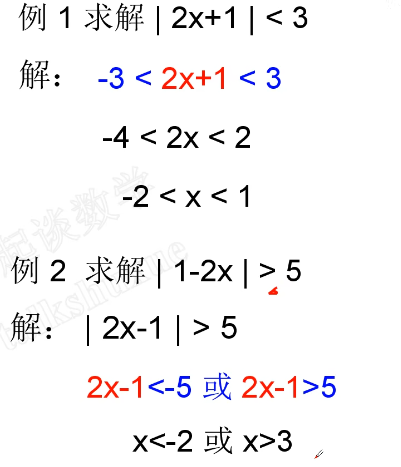 例 1 求解 | 2x+1 | < 3
解： -3 < 2x+1 < 3
-4 < 2x < 2
-2 < x < 1
例 2 求解 | 1-2x | > 5
解： | 2x-1 | > 5
2x-1<-5 或 2x-1>5
x<-2 或 x>3